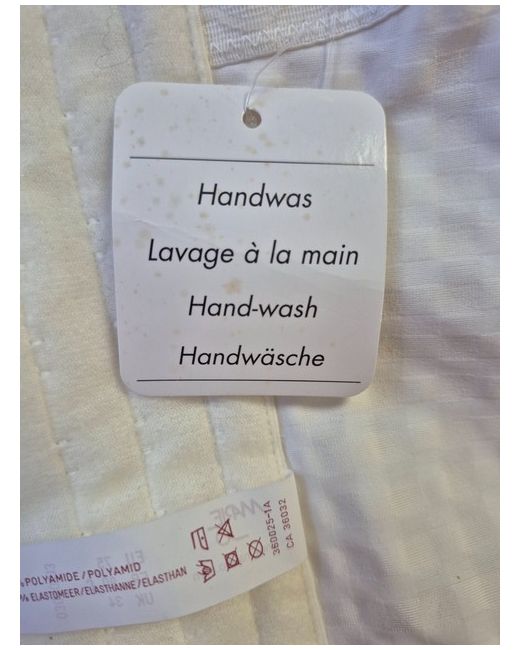 Handwas
Lavage à la main
Hand-wash
Handwäsche
360025-1A
CA 36032
POLYAMIDE / POLYAMID
ELASTOMEER/ELASTHANNE/ELASTHAN